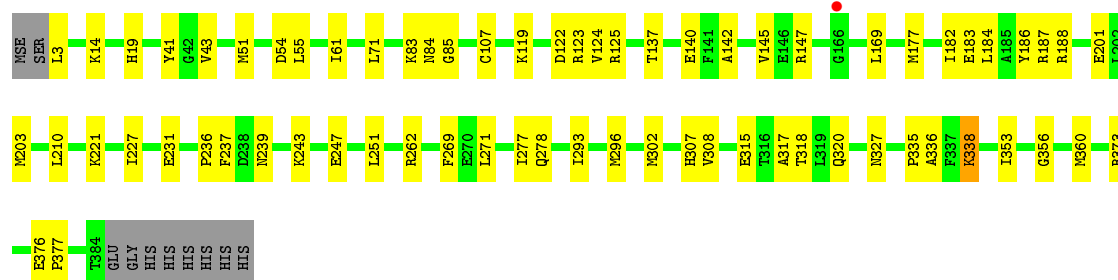 MSE SER L3 K14 H19 Y41 G42 V43 M51 D54 L55 I61 L71 K83 N84 G85 C107 K119 D122 R123 V124 R125 T137 E140 F141 A142 V145 E146 R147 G166 L169 M177 I182 E183 L184 A185 Y186 R187 R188 E201
M203 L210 K221 I227 E231 P236 F237 D238 N239 K243 E247 L251 R262 F269 E270 L271 I277 Q278 I293 M296 M302 H307 V308 E315 T316 A317 T318 L319 Q320 N327 P335 A336 F337 K338 I353 G356 M360
E376 P377 T384 GLU GLY HIS HIS HIS HIS HIS HIS